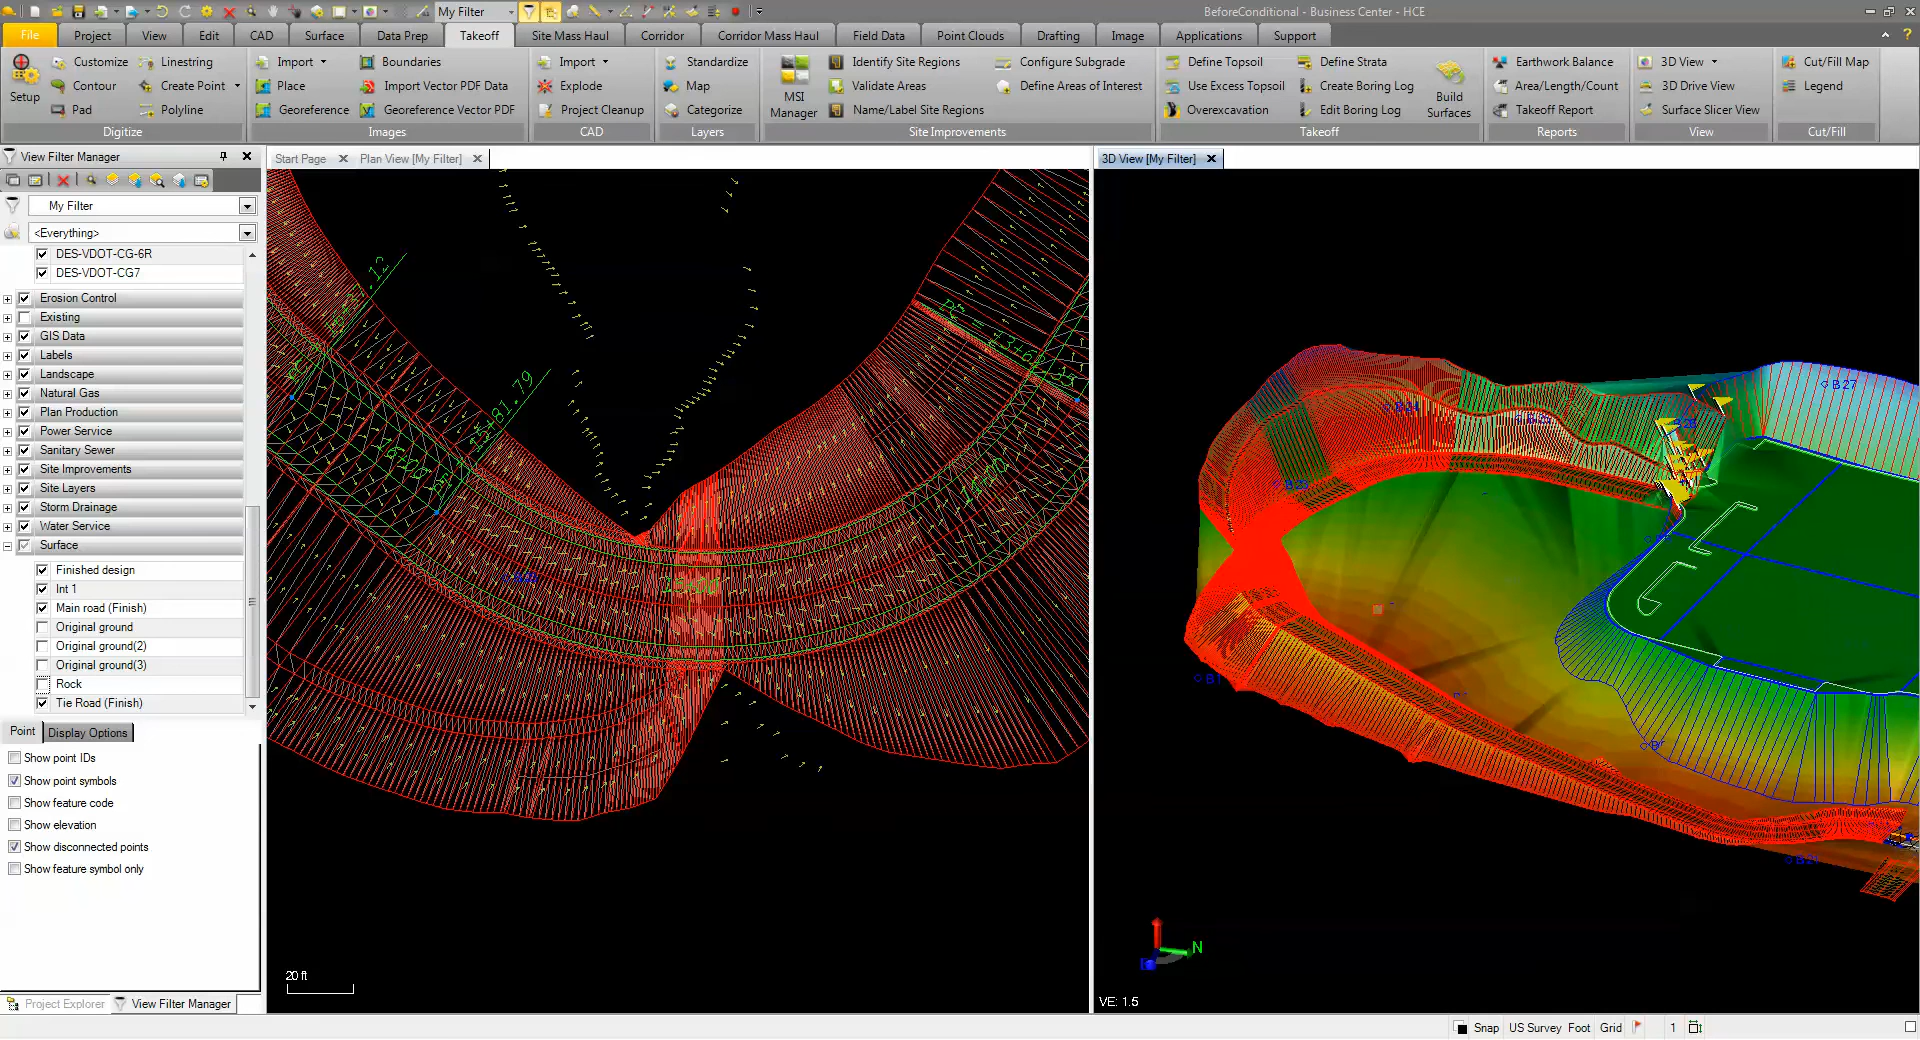 My Filter
BeforeConditional - Business Center - HCE
File Project View Edit CAD Surface Data Prep Takeoff Site Mass Haul Corridor Corridor Mass Haul Field Data Point Clouds Drafting Image Applications Support
Setup
Customize Linestring
Contour Create Point
Pad Polyline
Digitize
Import Boundaries
Place Import Vector PDF Data
Georeference Georeference Vector PDF
Images
Import
Explode
Project Cleanup
CAD
Standardize
Map
Categorize
Layers
MSI
Manager
Identify Site Regions Configure Subgrade
Validate Areas Define Areas of Interest
Name/Label Site Regions
Site Improvements
Define Topsoil Define Strata
Use Excess Topsoil Create Boring Log
Overexcavation Edit Boring Log
Build
Surfaces
Takeoff
Earthwork Balance
Area/Length/Count
Takeoff Report
Reports
3D View
3D Drive View
Surface Slicer View
View
Cut/Fill Map
Legend
Cut/Fill
View Filter Manager
My Filter
<Everything>
DES-VDOT-CG-6R
DES-VDOT-CG7
Erosion Control
Existing
GIS Data
Labels
Landscape
Natural Gas
Plan Production
Power Service
Sanitary Sewer
Site Improvements
Site Layers
Storm Drainage
Water Service
Surface
Finished design
Int 1
Main road (Finish)
Original ground
Original ground(2)
Original ground(3)
Rock
Tie Road (Finish)
Point Display Options
Show point IDs
Show point symbols
Show feature code
Show elevation
Show disconnected points
Show feature symbol only
Project Explorer View Filter Manager
Start Page Plan View [My Filter]
15+81.79
20 ft
3D View [My Filter]
B27
B1
N
VE: 1.5
Snap US Survey Foot Grid 1